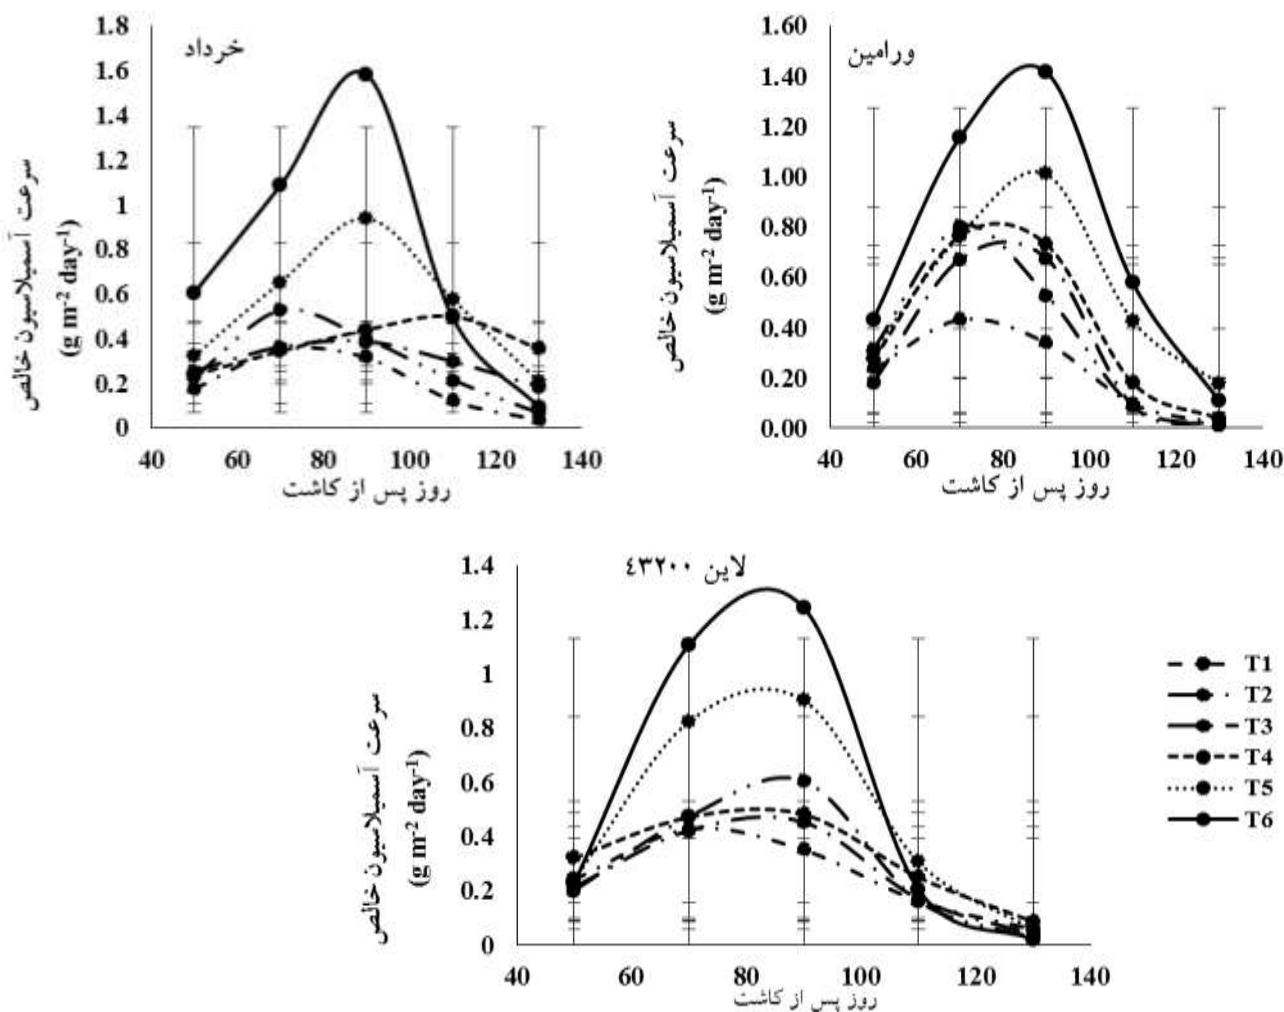 خرداد
سرعت آسمیلاسیون خالص
(g m⁻² day⁻¹)
1.8
1.6
1.4
1.2
1
0.8
0.6
0.4
0.2
0
40 60 80 100 120 140
روز پس از کاشت
ورامین
سرعت آسمیلاسیون خالص
(g m⁻² day⁻¹)
1.60
1.40
1.20
1.00
0.80
0.60
0.40
0.20
0.00
40 60 80 100 120 140
روز پس از کاشت
لاین ٤٣٢٠٠
سرعت آسمیلاسیون خالص
(g m⁻² day⁻¹)
1.4
1.2
1
0.8
0.6
0.4
0.2
0
40 60 80 100 120 140
روز پس از کاشت
T1
T2
T3
T4
T5
T6